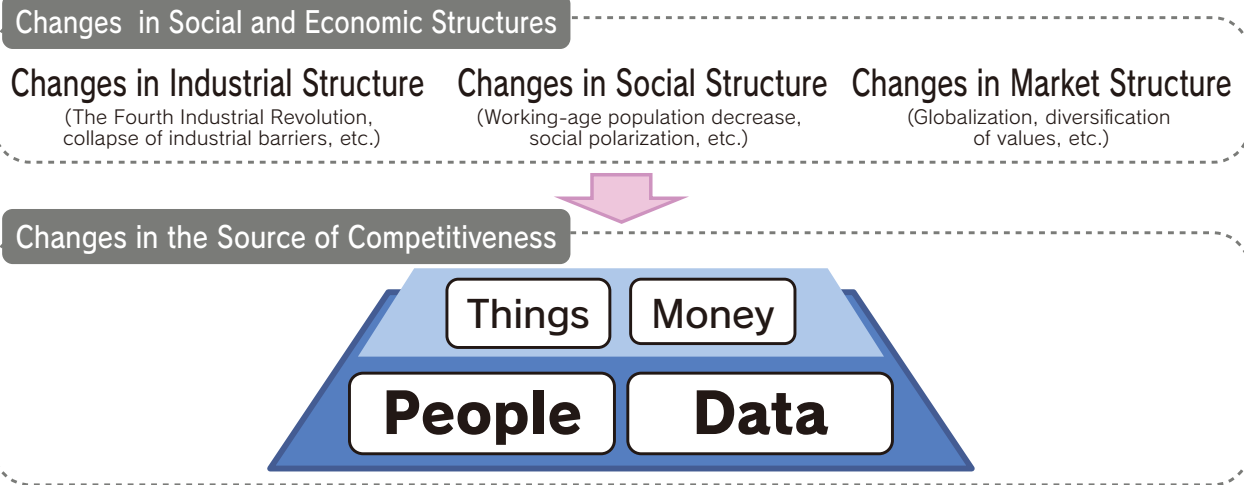 Changes in Social and Economic Structures
Changes in Industrial Structure
(The Fourth Industrial Revolution,
collapse of industrial barriers, etc.)
Changes in Social Structure
(Working-age population decrease,
social polarization, etc.)
Changes in Market Structure
(Globalization, diversification
of values, etc.)
Changes in the Source of Competitiveness
Things
Money
People
Data